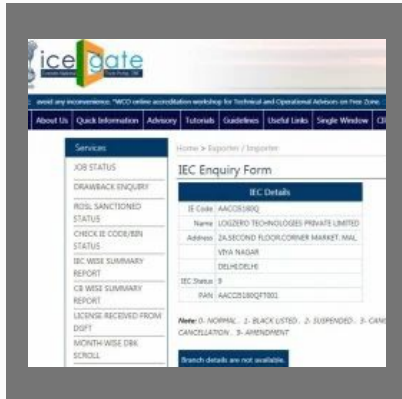 ice gate
avoid any inconvenience. "WCO online accreditation workshop for Technical and Operational Advisors on Free Zone.
About Us Quick Information Advisory Tutorials Guidelines Useful Links Single Window
Services
JOB STATUS
DRAWBACK ENQUIRY
ROSL SANCTIONED
STATUS
CHECK IE CODE/BIN
STATUS
IEC WISE SUMMARY
REPORT
CB WISE SUMMARY
REPORT
LICENSE RECEIVED FROM
DGFT
MONTH-WISE DBK
SCROLL
Home > Exporter / Importer
IEC Enquiry Form
IEC Details
IE Code
Name LOGZERO TECHNOLOGIES PRIVATE LIMITED
Address 2A,SECOND FLOOR,CORNER MARKET, MAL
VIYA NAGAR
DELHI,DELHI
IEC Status 9
PAN
Note: 0- NORMAL, 1- BLACK LISTED, 2- SUSPENDED, 3- CANC
CANCELLATION, 9- AMENDMENT
Branch details are not available.